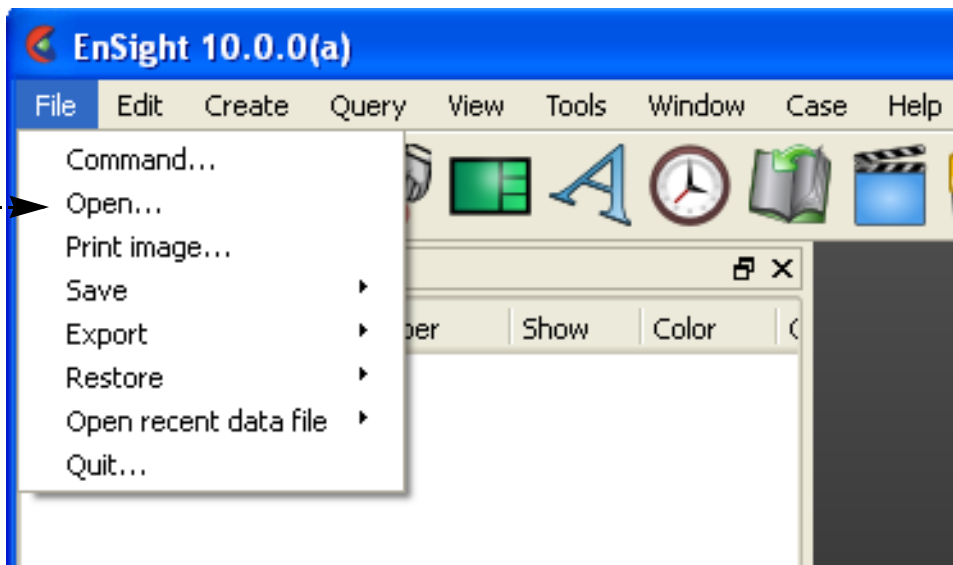 EnSight 10.0.0(a)
File Edit Create Query View Tools Window Case Help
Command...
Open...
Print image...
Save
Export
Restore
Open recent data file
Quit...
Show Color